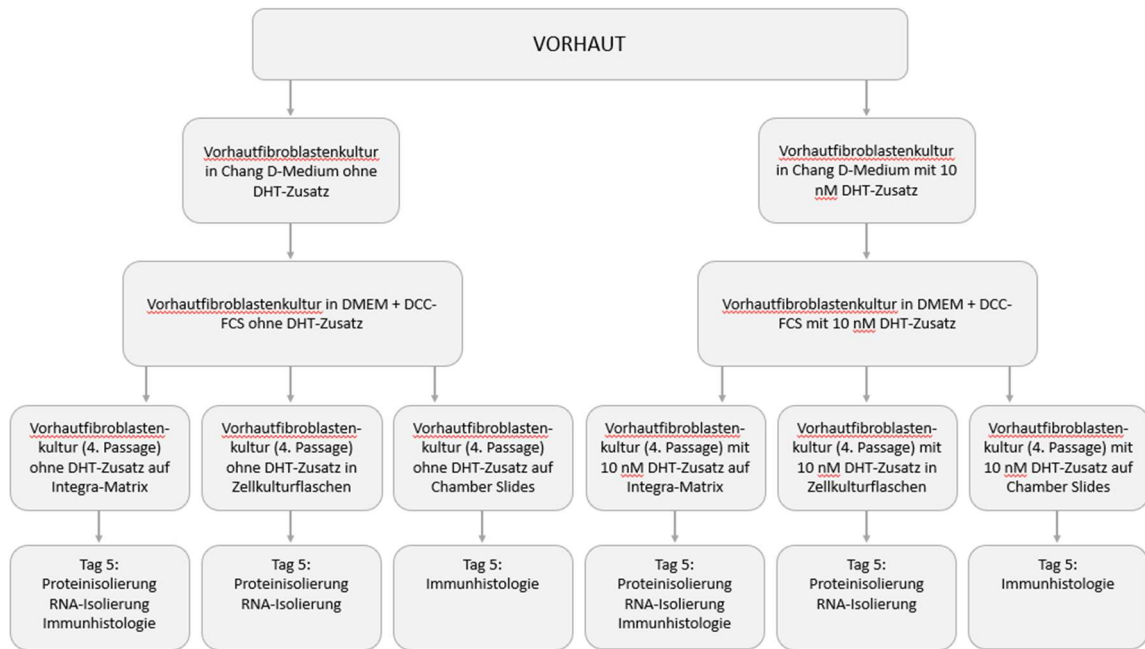 VORHAUT
Vorhautfibroblastenkultur
in Chang D-Medium ohne
DHT-Zusatz
Vorhautfibroblastenkultur
in Chang D-Medium mit 10
nM DHT-Zusatz
Vorhautfibroblastenkultur in DMEM + DCC-
FCS ohne DHT-Zusatz
Vorhautfibroblastenkultur in DMEM + DCC-
FCS mit 10 nM DHT-Zusatz
Vorhautfibroblasten-
kultur (4. Passage)
ohne DHT-Zusatz auf
Integra-Matrix
Vorhautfibroblasten-
kultur (4. Passage)
ohne DHT-Zusatz in
Zellkulturflaschen
Vorhautfibroblasten-
kultur (4. Passage)
ohne DHT-Zusatz auf
Chamber Slides
Vorhautfibroblasten-
kultur (4. Passage) mit
10 nM DHT-Zusatz auf
Integra-Matrix
Vorhautfibroblasten-
kultur (4. Passage) mit
10 nM DHT-Zusatz in
Zellkulturflaschen
Vorhautfibroblasten-
kultur (4. Passage) mit
10 nM DHT-Zusatz auf
Chamber Slides
Tag 5:
Proteinisolierung
RNA-Isolierung
Immunhistologie
Tag 5:
Proteinisolierung
RNA-Isolierung
Tag 5:
Immunhistologie
Tag 5:
Proteinisolierung
RNA-Isolierung
Immunhistologie
Tag 5:
Proteinisolierung
RNA-Isolierung
Tag 5:
Immunhistologie